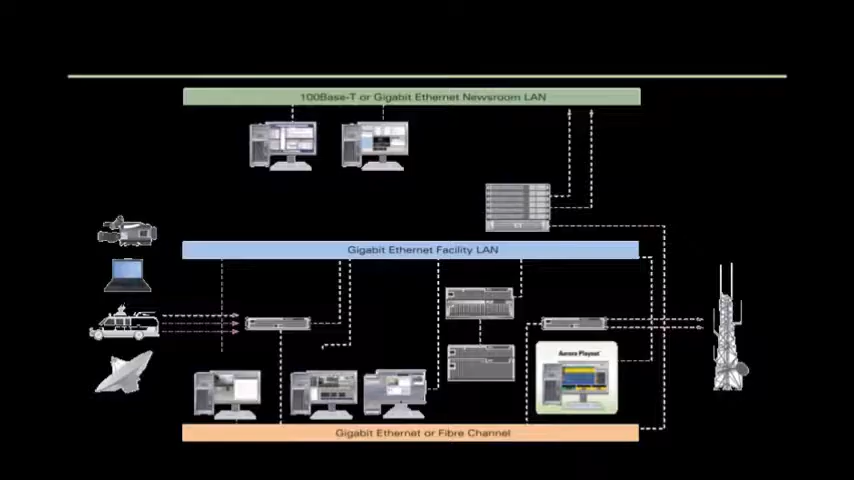 100Base-T or Gigabit Ethernet Newsroom LAN
Gigabit Ethernet Facility LAN
Aurora Playout
Gigabit Ethernet or Fibre Channel